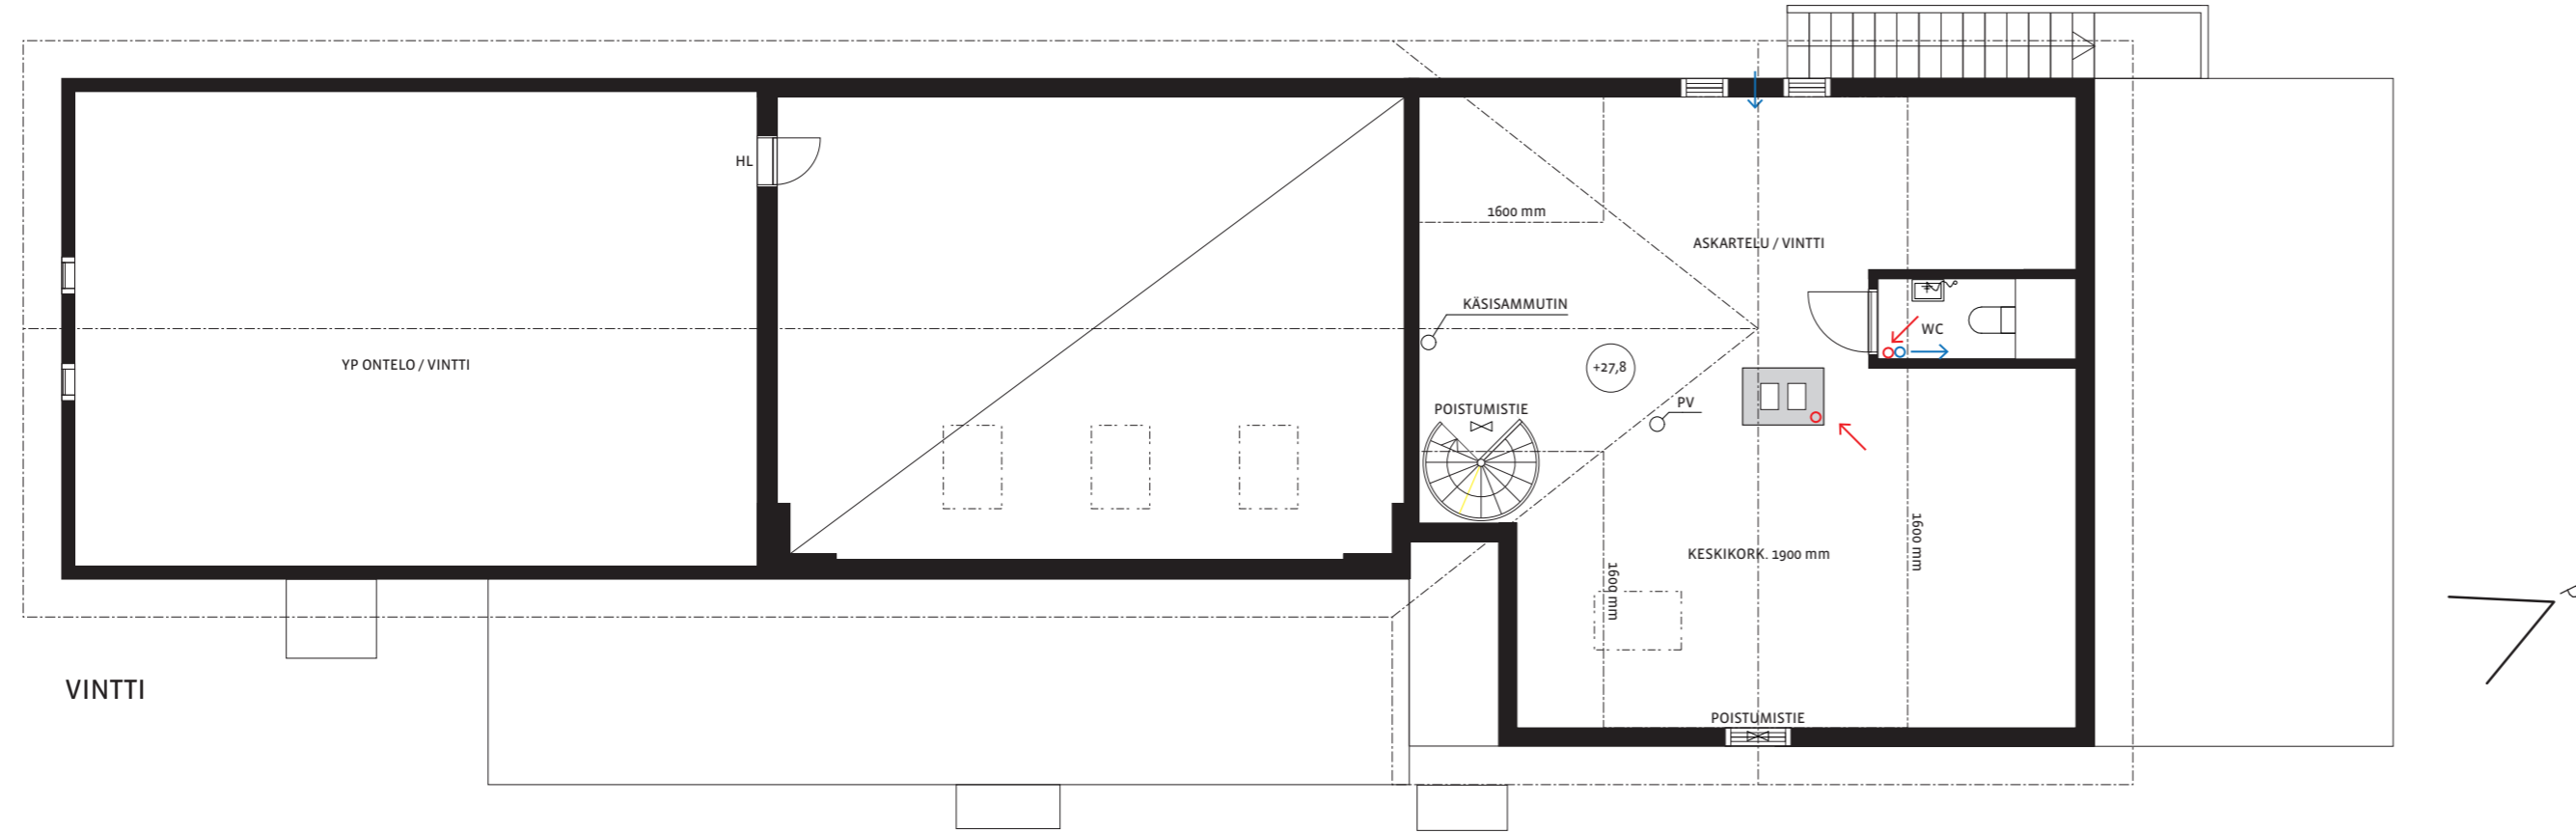 HL
1600 mm
ASKARTELU / VINTTI
KÄSISAMMUTIN
WC
YP ONTELO / VINTTI
+27,8
POISTUMISTIE
PV
1600 mm
KESKIKORK. 1900 mm
1600 mm
VINTTI
POISTUMISTIE